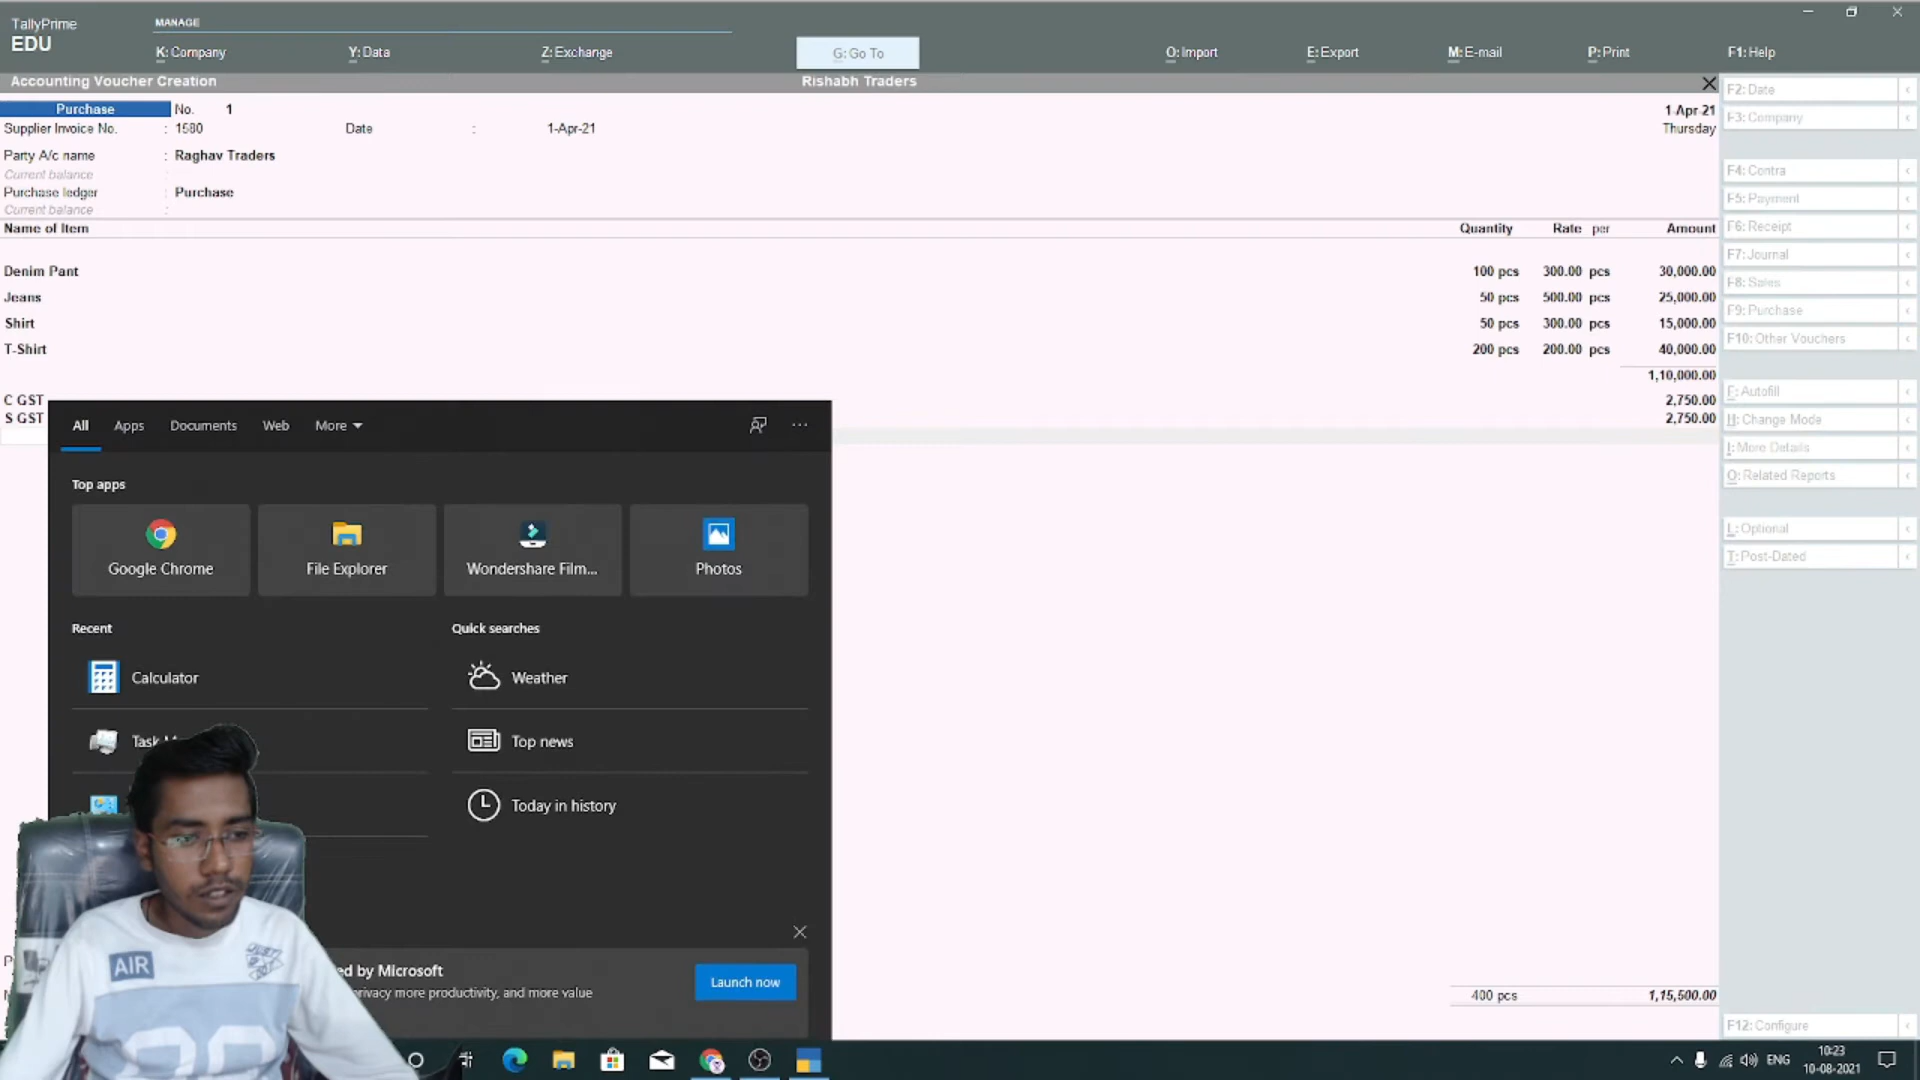 TallyPrime
EDU
MANAGE
K: Company
Y: Data
Z: Exchange
G: Go To
O: Import
E: Export
M: E-mail
P: Print
F1: Help
Accounting Voucher Creation
Rishabh Traders
Purchase No. 1
1-Apr-21
Supplier Invoice No. : 1580 Date : 1-Apr-21
Thursday
Party A/c name : Raghav Traders
Current balance :
Purchase ledger : Purchase
Current balance :
Name of Item Quantity Rate per Amount
Denim Pant 100 pcs 300.00 pcs 30,000.00
Jeans 50 pcs 500.00 pcs 25,000.00
Shirt 50 pcs 300.00 pcs 15,000.00
T-Shirt 200 pcs 200.00 pcs 40,000.00
1,10,000.00
C GST 2,750.00
S GST 2,750.00
400 pcs 1,15,500.00
F2: Date
F3: Company
F4: Contra
F5: Payment
F6: Receipt
F7: Journal
F8: Sales
F9: Purchase
F10: Other Vouchers
F: Autofill
H: Change Mode
I: More Details
O: Related Reports
L: Optional
T: Post-Dated
F12: Configure
All Apps Documents Web More
Top apps
Google Chrome
File Explorer
Wondershare Film...
Photos
Recent
Quick searches
Calculator
Weather
Task
Top news
Today in history
ed by Microsoft
privacy more productivity, and more value
Launch now
AIR
ENG
10:23
10-08-2021